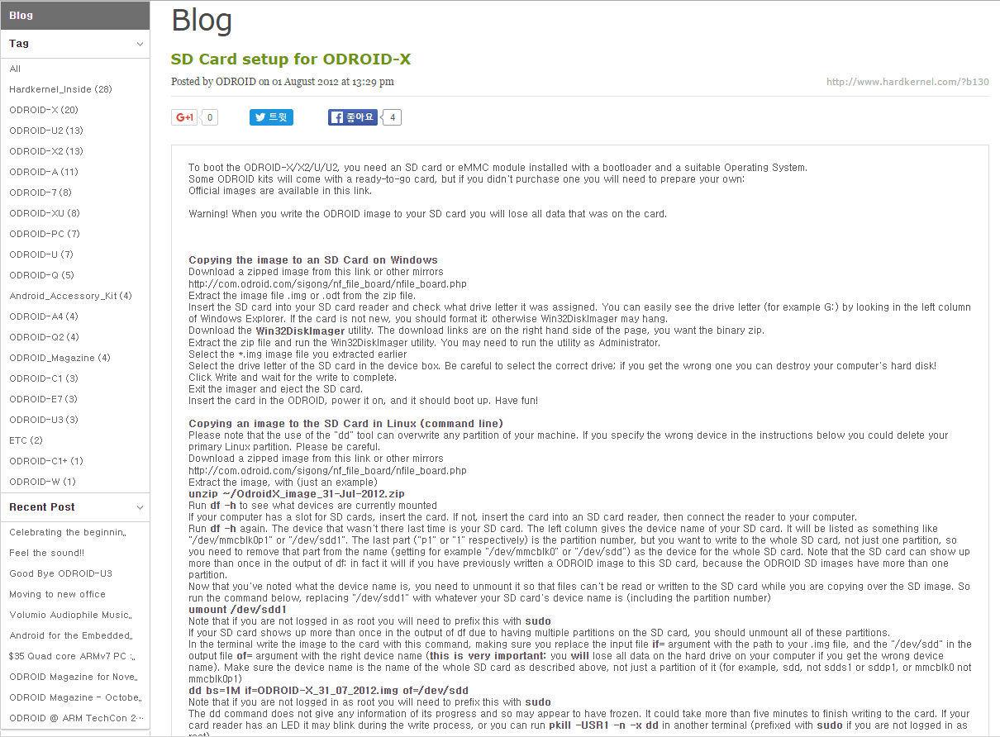 Blog
Tag
All
Hardkernel_Inside (28)
ODROID-X (20)
ODROID-U2 (13)
ODROID-X2 (13)
ODROID-A (11)
ODROID-7 (8)
ODROID-XU (8)
ODROID-PC (7)
ODROID-U (7)
ODROID-Q (5)
Android_Accessory_Kit (4)
ODROID-A4 (4)
ODROID-Q2 (4)
ODROID_Magazine (4)
ODROID-C1 (3)
ODROID-E7 (3)
ODROID-U3 (3)
ETC (2)
ODROID-C1+ (1)
ODROID-W (1)
Recent Post
Celebrating the beginnin,,
Feel the sound!!
Good Bye ODROID-U3
Moving to new office
Volumio Audiophile Music,,
Android for the Embedded,,
$35 Quad core ARMv7 PC :,,
ODROID Magazine for Nove,,
ODROID Magazine - Octobe,,
ODROID @ ARM TechCon 2···
Blog
SD Card setup for ODROID-X
Posted by ODROID on 01 August 2012 at 13:29 pm
http://www.hardkernel.com/?b130
G+1 0 트윗 좋아요 4
To boot the ODROID-X/X2/U/U2, you need an SD card or eMMC module installed with a bootloader and a suitable Operating System.
Some ODROID kits will come with a ready-to-go card, but if you didn't purchase one you will need to prepare your own:
Official images are available in this link.
Warning! When you write the ODROID image to your SD card you will lose all data that was on the card.
Copying the image to an SD Card on Windows
Download a zipped image from this link or other mirrors
http://com.odroid.com/sigong/nf_file_board/nfile_board.php
Extract the image file .img or .odt from the zip file.
Insert the SD card into your SD card reader and check what drive letter it was assigned. You can easily see the drive letter (for example G:) by looking in the left column
of Windows Explorer. If the card is not new, you should format it; otherwise Win32DiskImager may hang.
Download the Win32DiskImager utility. The download links are on the right hand side of the page, you want the binary zip.
Extract the zip file and run the Win32DiskImager utility. You may need to run the utility as Administrator.
Select the *.img image file you extracted earlier
Select the drive letter of the SD card in the device box. Be careful to select the correct drive; if you get the wrong one you can destroy your computer's hard disk!
Click Write and wait for the write to complete.
Exit the imager and eject the SD card.
Insert the card in the ODROID, power it on, and it should boot up. Have fun!
Copying an image to the SD Card in Linux (command line)
Please note that the use of the "dd" tool can overwrite any partition of your machine. If you specify the wrong device in the instructions below you could delete your
primary Linux partition. Please be careful.
Download a zipped image from this link or other mirrors
http://com.odroid.com/sigong/nf_file_board/nfile_board.php
Extract the image, with (just an example)
unzip ~/OdroidX_image_31-Jul-2012.zip
Run df -h to see what devices are currently mounted
If your computer has a slot for SD cards, insert the card. If not, insert the card into an SD card reader, then connect the reader to your computer.
Run df -h again. The device that wasn't there last time is your SD card. The left column gives the device name of your SD card. It will be listed as something like
"/dev/mmcblk0p1" or "/dev/sdd1". The last part ("p1" or "1" respectively) is the partition number, but you want to write to the whole SD card, not just one partition, so
you need to remove that part from the name (getting for example "/dev/mmcblk0" or "/dev/sdd") as the device for the whole SD card. Note that the SD card can show up
more than once in the output of df: in fact it will if you have previously written a ODROID image to this SD card, because the ODROID SD images have more than one
partition.
Now that you've noted what the device name is, you need to unmount it so that files can't be read or written to the SD card while you are copying over the SD image. So
run the command below, replacing "/dev/sdd1" with whatever your SD card's device name is (including the partition number)
umount /dev/sdd1
Note that if you are not logged in as root you will need to prefix this with sudo
If your SD card shows up more than once in the output of df due to having multiple partitions on the SD card, you should unmount all of these partitions.
In the terminal write the image to the card with this command, making sure you replace the input file if= argument with the path to your .img file, and the "/dev/sdd" in the
output file of= argument with the right device name (this is very important: you will lose all data on the hard drive on your computer if you get the wrong device
name). Make sure the device name is the name of the whole SD card as described above, not just a partition of it (for example, sdd, not sdds1 or sddp1, or mmcblk0 not
mmcblk0p1)
dd bs=1M if=ODROID-X_31_07_2012.img of=/dev/sdd
Note that if you are not logged in as root you will need to prefix this with sudo
The dd command does not give any information of its progress and so may appear to have frozen. It could take more than five minutes to finish writing to the card. If your
card reader has an LED it may blink during the write process, or you can run pkill -USR1 -n -x dd in another terminal (prefixed with sudo if you are not logged in as
root).